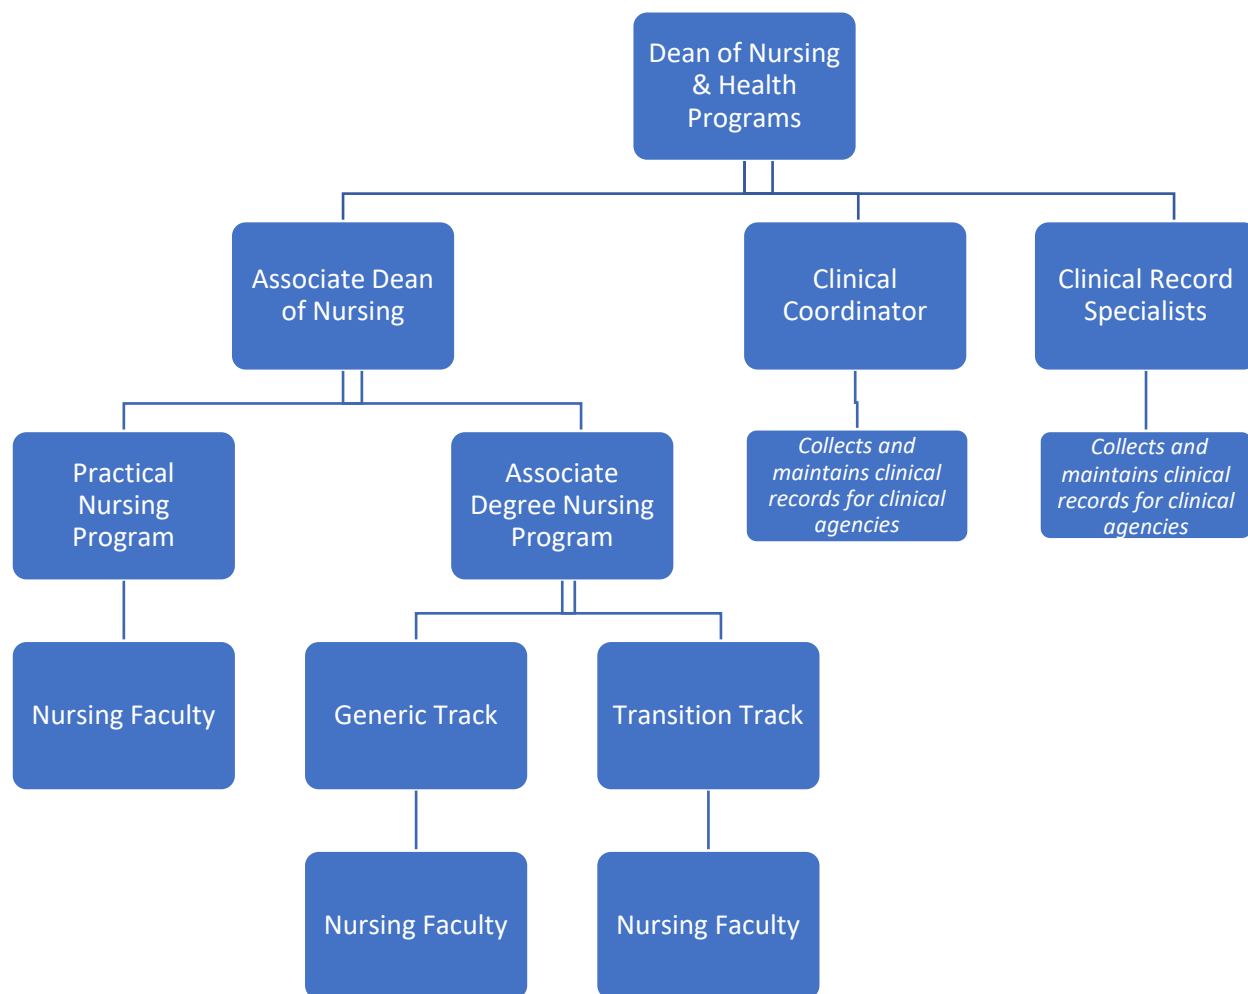 Dean of Nursing
& Health
Programs
Associate Dean
of Nursing
Clinical
Coordinator
Clinical Record
Specialists
Practical
Nursing
Program
Associate
Degree Nursing
Program
Collects and
maintains clinical
records for clinical
agencies
Collects and
maintains clinical
records for clinical
agencies
Nursing Faculty
Generic Track
Transition Track
Nursing Faculty
Nursing Faculty